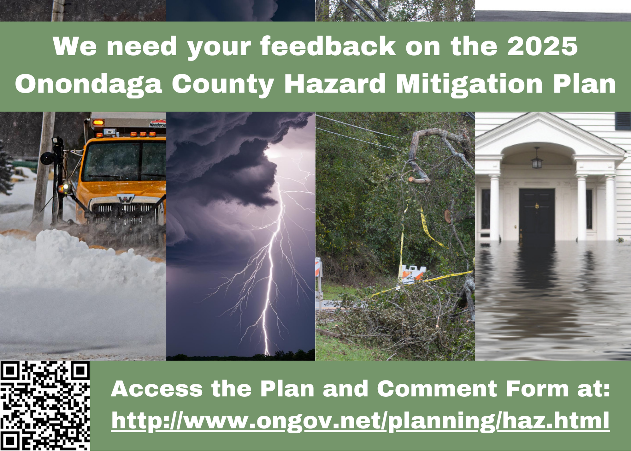 We need your feedback on the 2025
Onondaga County Hazard Mitigation Plan
Access the Plan and Comment Form at:
http://www.ongov.net/planning/haz.html